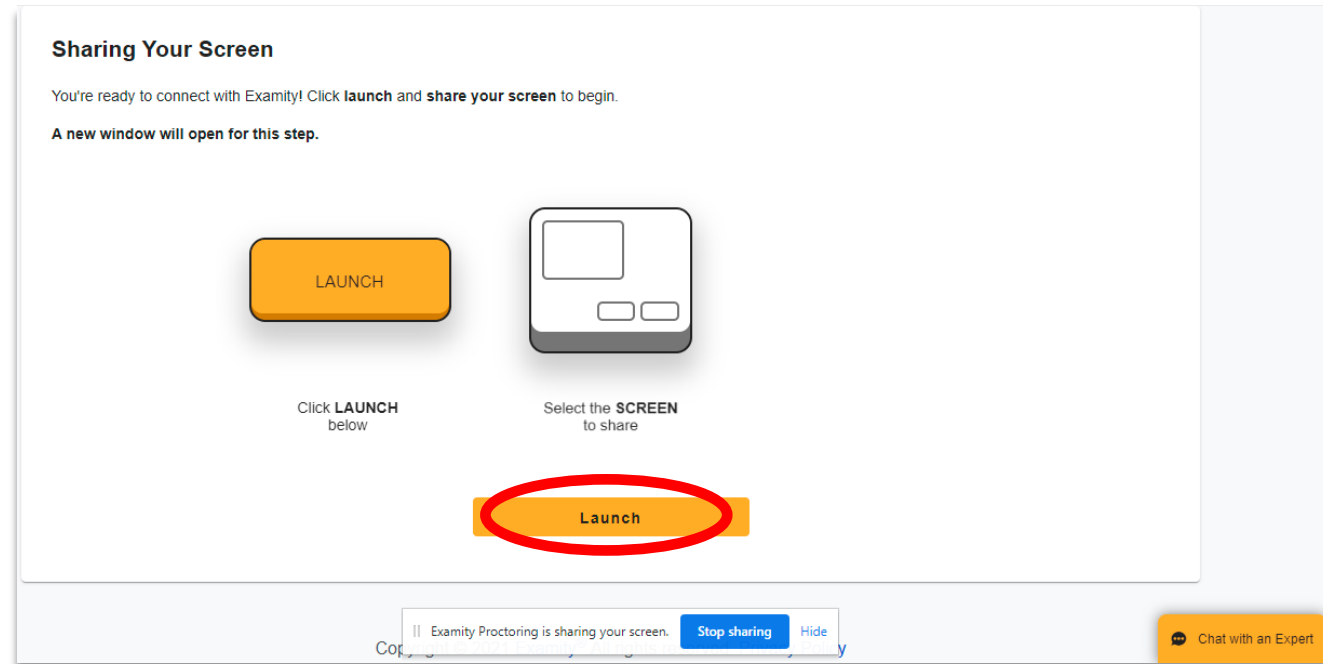 Sharing Your Screen
You're ready to connect with Examity! Click launch and share your screen to begin.
A new window will open for this step.
LAUNCH
Click LAUNCH
below
Select the SCREEN
to share
Launch
|| Examity Proctoring is sharing your screen. Stop sharing Hide
Chat with an Expert